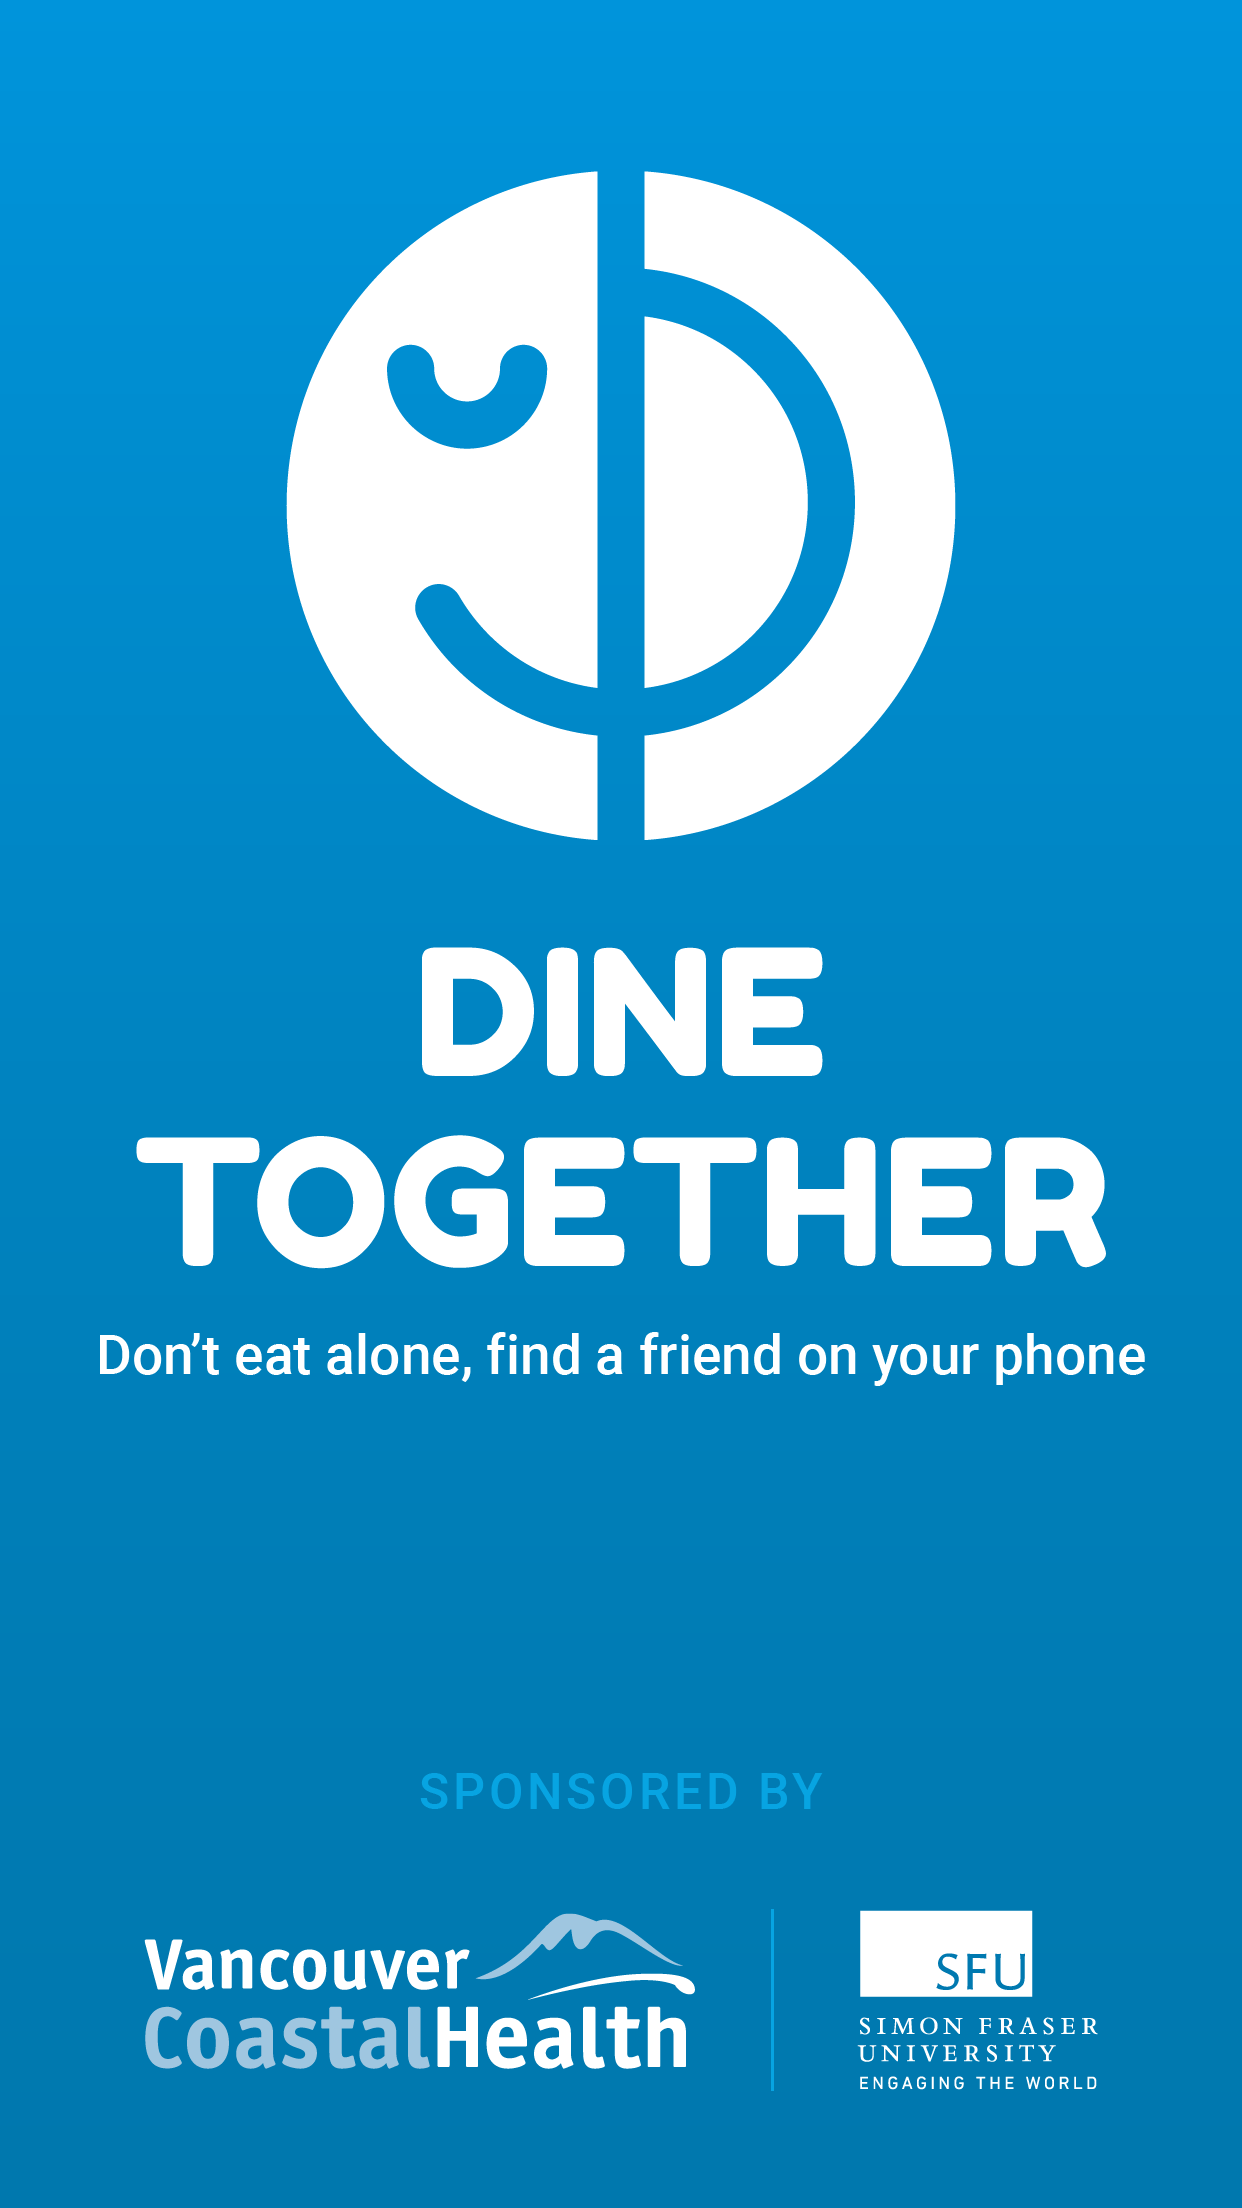 DINE
TOGETHER
Don’t eat alone, find a friend on your phone
SPONSORED BY
Vancouver
CoastalHealth
SFU
SIMON FRASER
UNIVERSITY
ENGAGING THE WORLD